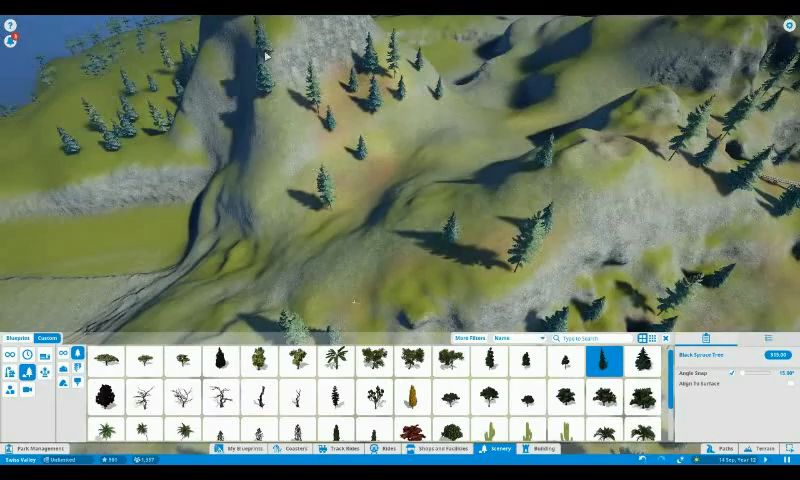 ?
Blueprint Custom
More Filters Name Type to Search
Black Spruce Tree $35.00
Angle Snap 15.00°
Align To Surface
Park Management My Blueprints Coasters Track Rides Rides Shops and Facilities Scenery Building Paths Terrain
Swiss Valley Unlimited 14 Sep, Year 12